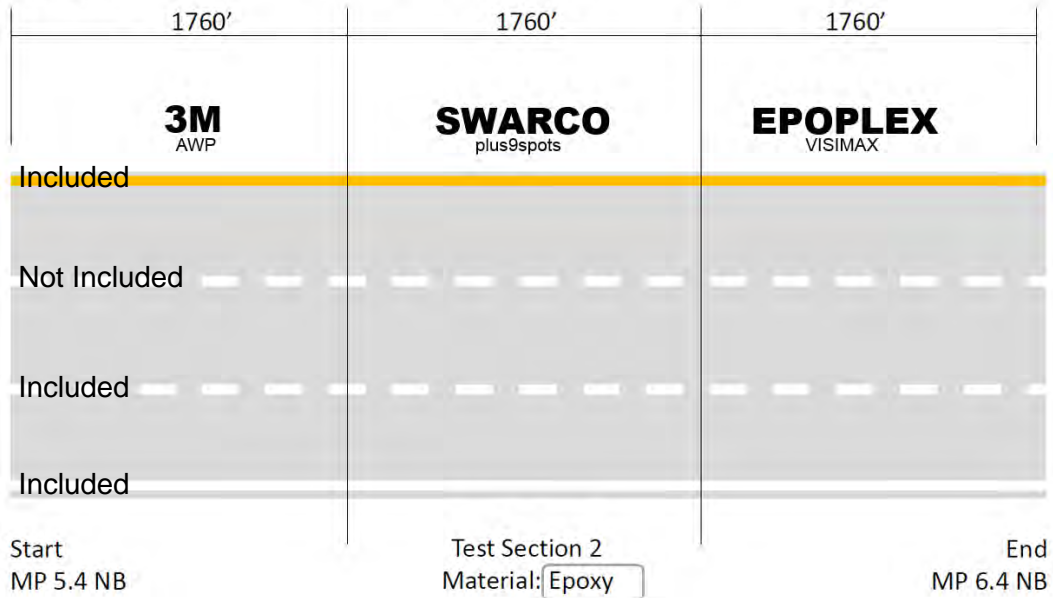 1760’ 1760’ 1760’
3M SWARCO EPOPLEX
AWP plus9spots VISIMAX
Included
Not Included
Included
Included
Start Test Section 2 End
MP 5.4 NB Material: Epoxy MP 6.4 NB